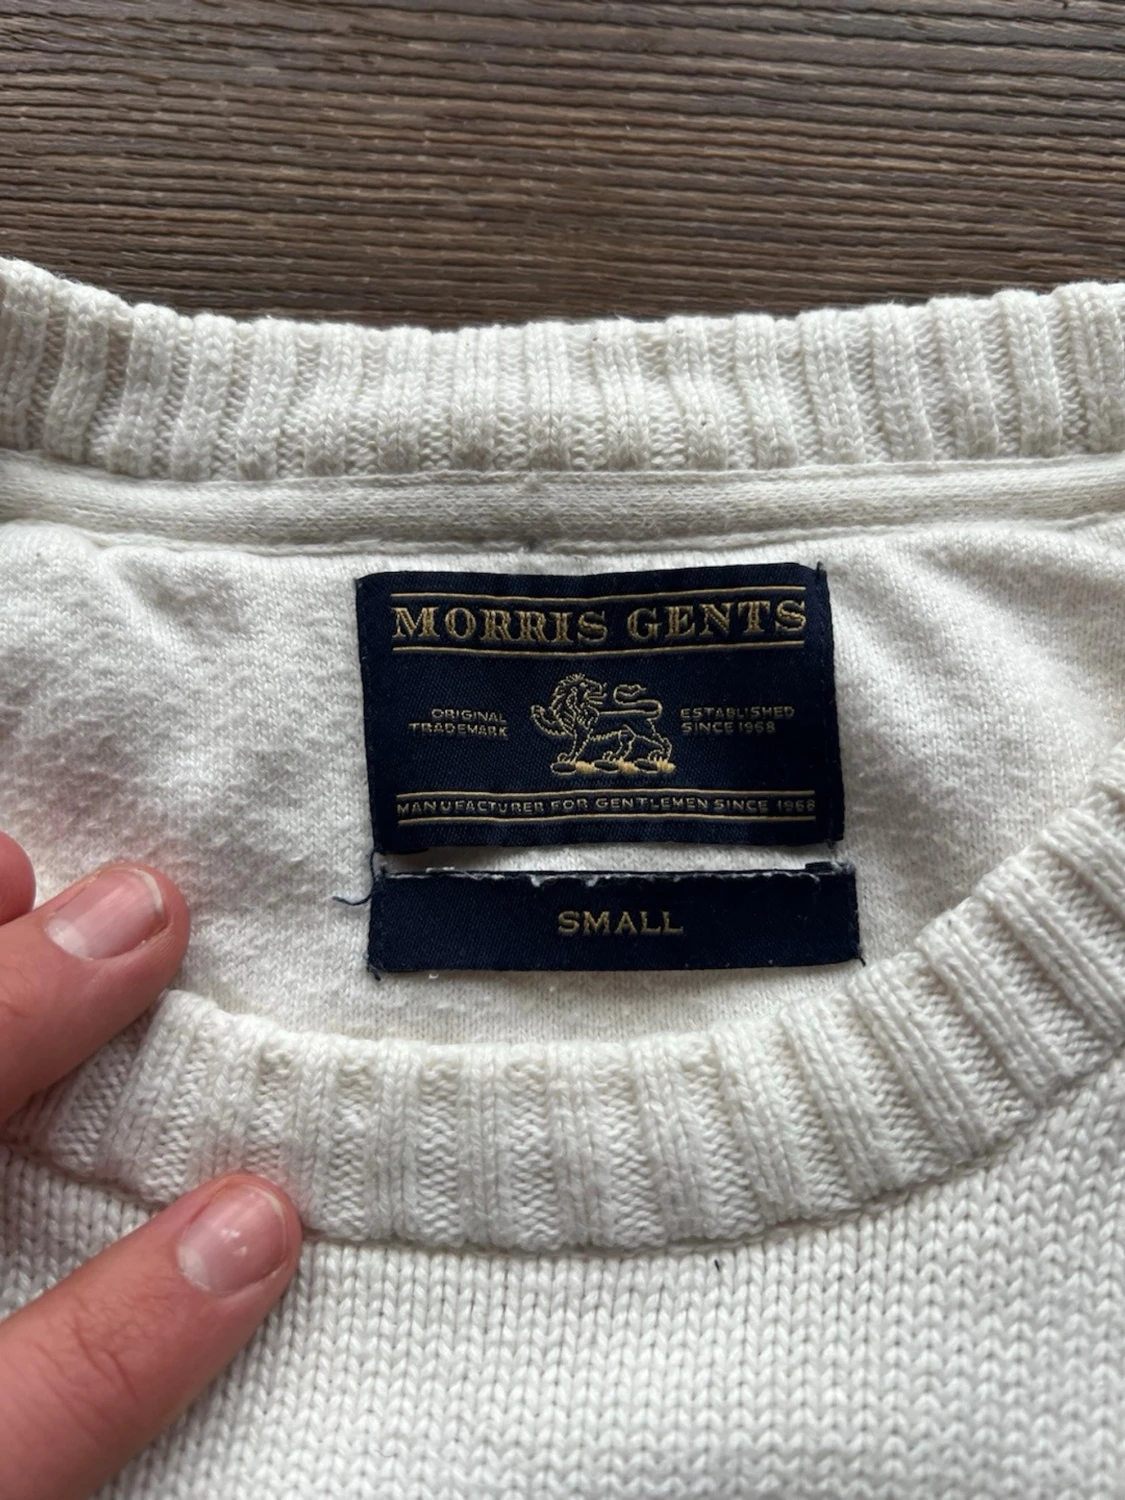 MORRIS GENTS
ORIGINAL
TRADEMARK
ESTABLISHED
SINCE 1968
MANUFACTURER FOR GENTLEMEN SINCE 1968
SMALL